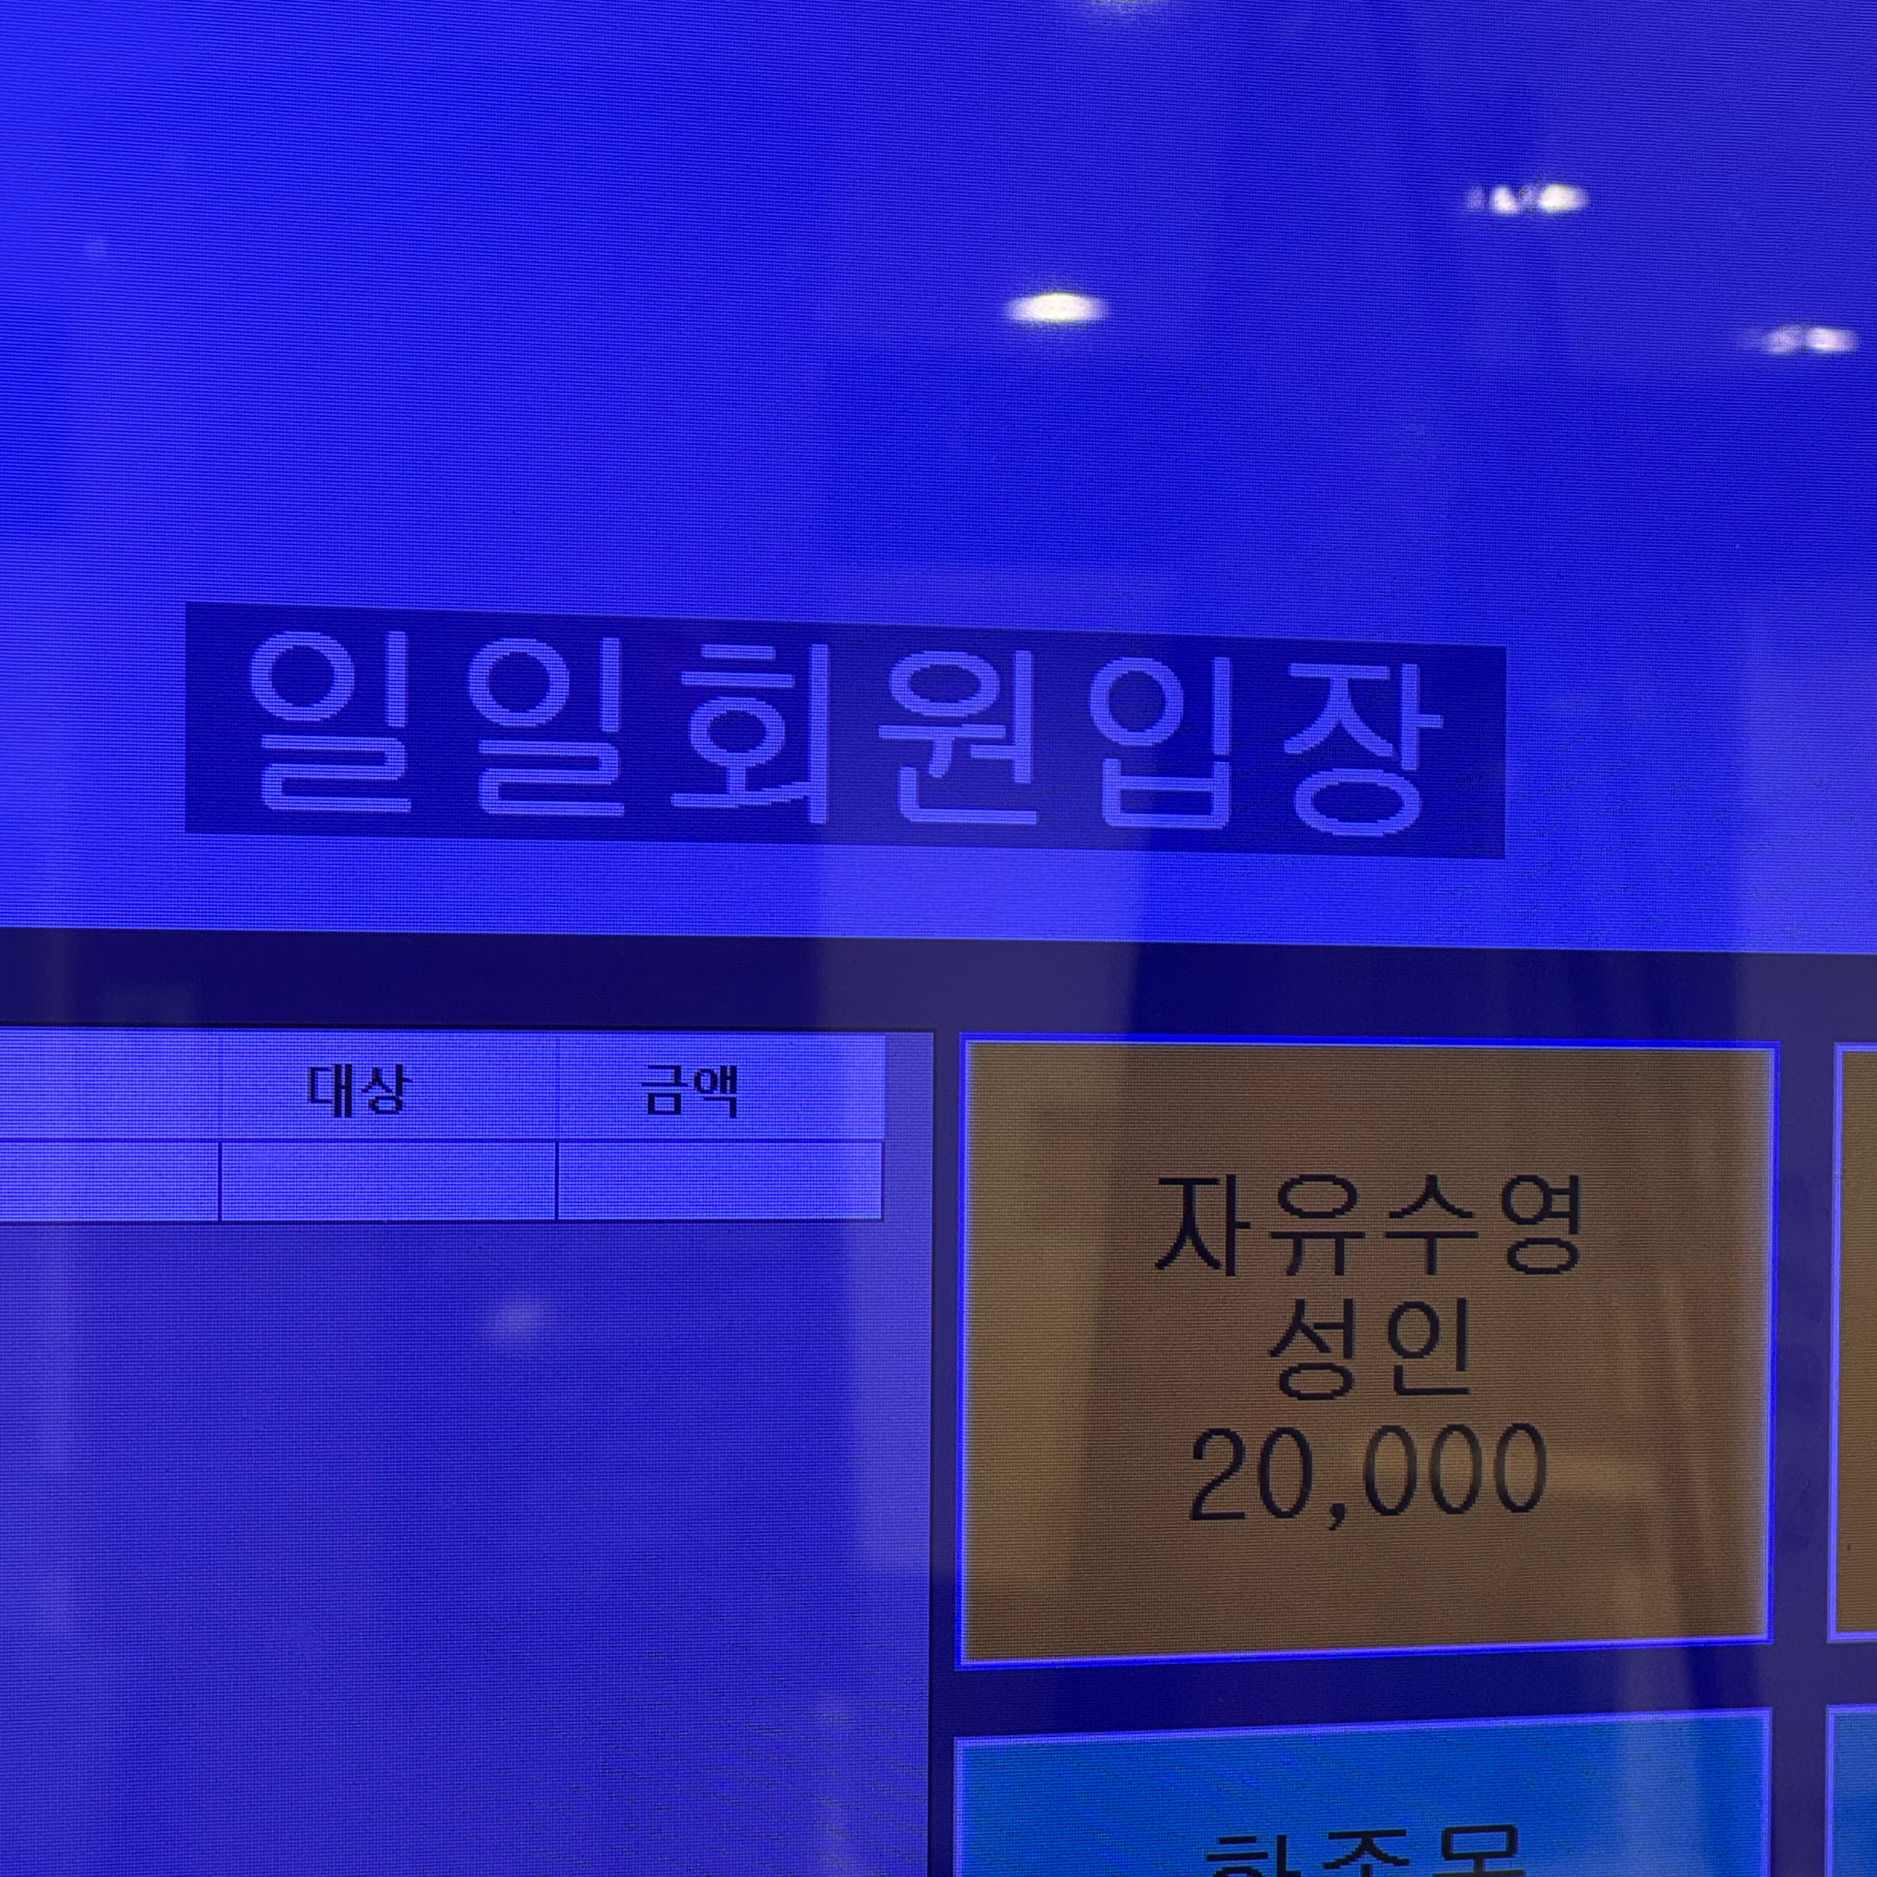 일일회원입장
대상 금액
자유수영
성인
20,000